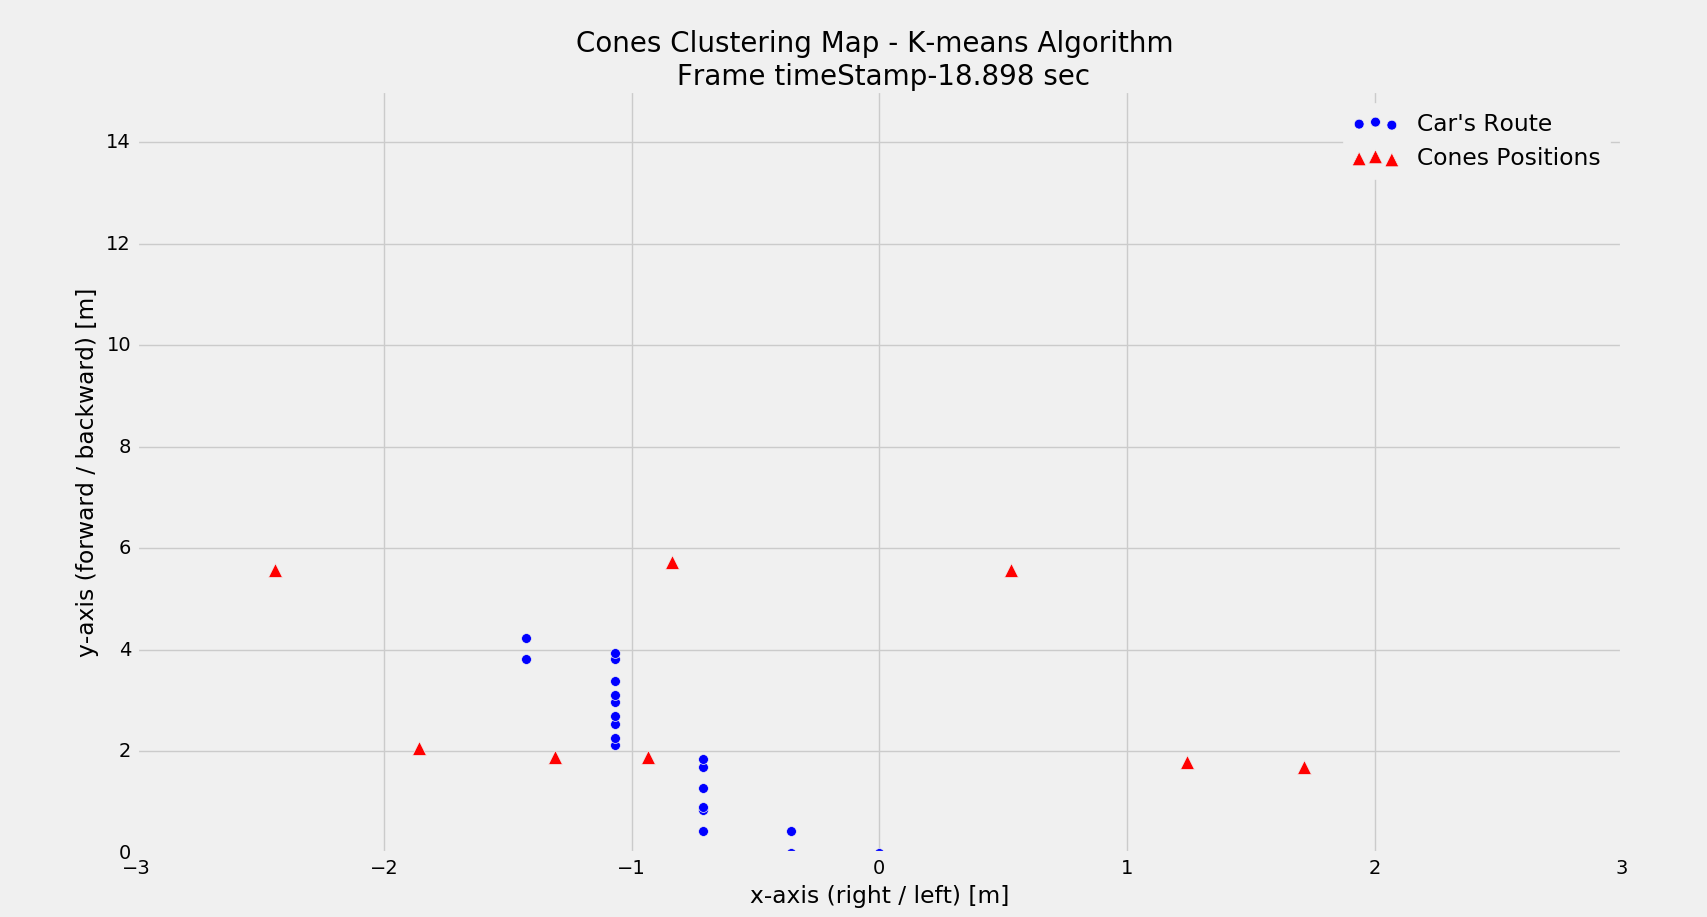 Cones Clustering Map - K-means Algorithm
Frame timeStamp-18.898 sec
Car's Route
Cones Positions
y-axis (forward / backward) [m]
14
12
10
8
6
4
2
0
−3 −2 −1 0 1 2 3
x-axis (right / left) [m]